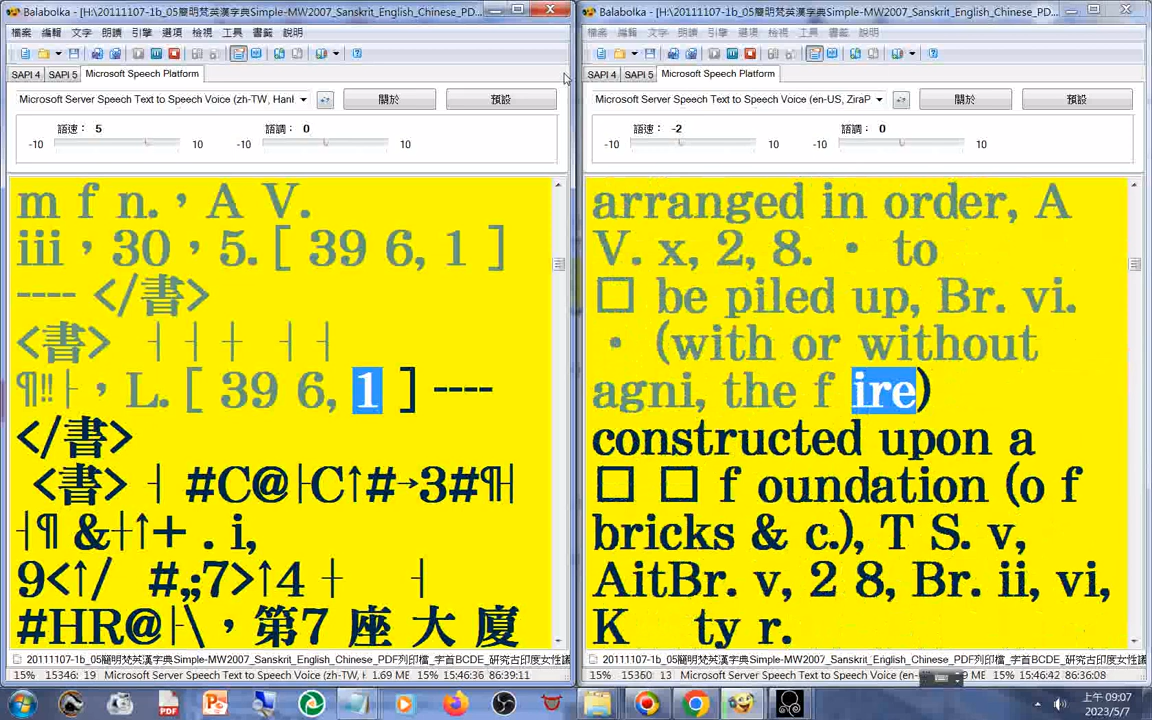 Balabolka - [H:\20111107-1b_05簡明梵英漢字典Simple-MW2007_Sanskrit_English_Chinese_PD...
檔案 編輯 文字 朗讀 引擎 選項 檢視 工具 書籤 說明
SAPI 4 SAPI 5 Microsoft Speech Platform
Microsoft Server Speech Text to Speech Voice (zh-TW, HanH 關於 預設
語速： 5 語調： 0
-10 10 -10 10
m f n.，A V.
iii，30，5. [ 39 6, 1 ]
---- </書>
<書> ┤┤┼ ┤┤
¶‼├，L. [ 39 6, 1 ] ----
</書>
<書> ┤ #C@├C↑#→3#¶┤
┤¶ &┼↑+ . i,
9<↑/ #,;7>↑4 ┼ ┤
#HR@├\，第7 座 大 廈
20111107-1b_05簡明梵英漢字典Simple-MW2007_Sanskrit_English_Chinese_PDF列印檔_字首BCDE_研究古印度女性議
15% 15346: 19 Microsoft Server Speech Text to Speech Voice (zh-TW, H 1.69 MB 15% 15:46:36 86:39:11
Balabolka - [H:\20111107-1b_05簡明梵英漢字典Simple-MW2007_Sanskrit_English_Chinese_PD...
檔案 編輯 文字 朗讀 引擎 選項 檢視 工具 書籤 說明
SAPI 4 SAPI 5 Microsoft Speech Platform
Microsoft Server Speech Text to Speech Voice (en-US, ZiraP 關於 預設
語速： -2 語調： 0
-10 10 -10 10
arranged in order, A
V. x, 2, 8. • to
□ be piled up, Br. vi.
• (with or without
agni, the f ire)
constructed upon a
□ □ f oundation (o f
bricks & c.), T S. v,
AitBr. v, 2 8, Br. ii, vi,
K ty r.
20111107-1b_05簡明梵英漢字典Simple-MW2007_Sanskrit_English_Chinese_PDF列印檔_字首BCDE_研究古印度女性議
15% 15350: 13 Microsoft Server Speech Text to Speech Voice (en 15% 15:46:42 86:36:08
上午 09:07
2023/5/7